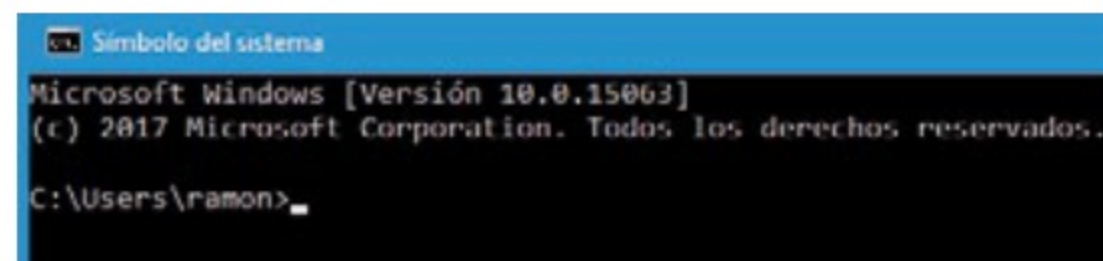 Símbolo del sistema
Microsoft Windows [Versión 10.0.15063]
(c) 2017 Microsoft Corporation. Todos los derechos reservados.
C:\Users\ramon>_